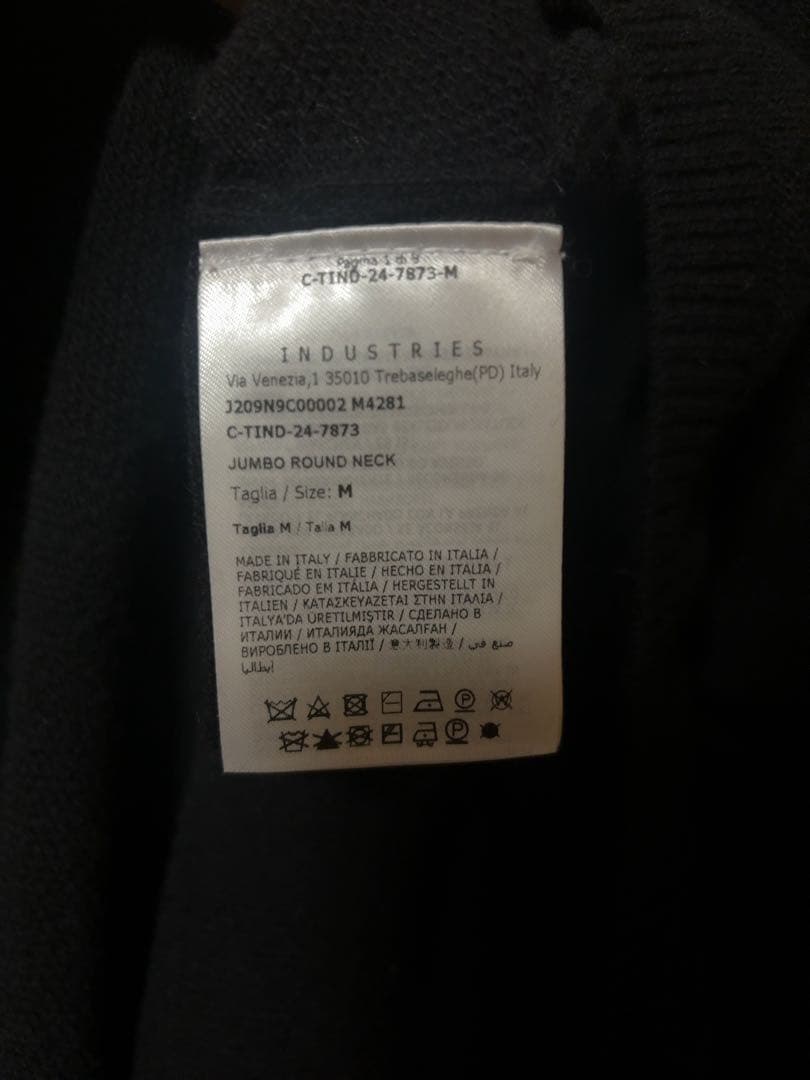 Pagina 1 di 9
C-TIND-24-7873-M
INDUSTRIES
Via Venezia,1 35010 Trebaseleghe(PD) Italy
J209N9C00002 M4281
C-TIND-24-7873
JUMBO ROUND NECK
Taglia / Size: M
Taglia M / Talla M
MADE IN ITALY / FABBRICATO IN ITALIA /
FABRIQUÉ EN ITALIE / HECHO EN ITALIA /
FABRICADO EM ITÁLIA / HERGESTELLT IN
ITALIEN / ΚΑΤΑΣΚΕΥΑΖΕΤΑΙ ΣΤΗΝ ΙΤΑΛΙΑ /
ITALYA'DA ÜRETILMIŞTIR / СДЕЛАНО В
ИТАЛИИ / ИТАЛИЯДА ЖАСАЛҒАН /
ВИРОБЛЕНО В ІТАЛІЇ / 意大利製造 / صنع في
إيطاليا
P
P